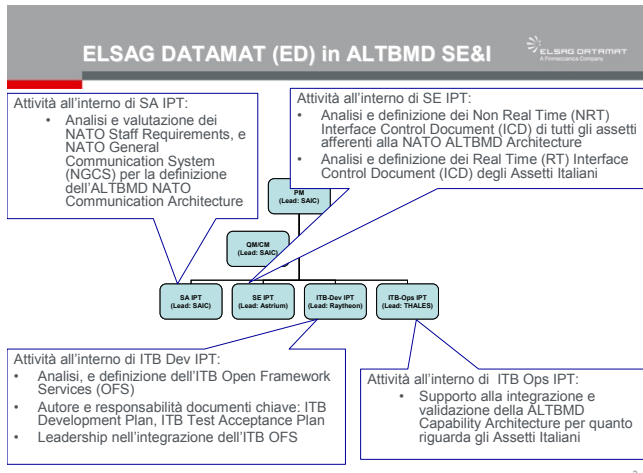 ELSAG DATAMAT (ED) in ALTBMD SE&I
ELSAG DATAMAT
A Finmeccanica Company
Attività all'interno di SA IPT:
• Analisi e valutazione dei
NATO Staff Requirements, e
NATO General
Communication System
(NGCS) per la definizione
dell'ALTBMD NATO
Communication Architecture
Attività all'interno di SE IPT:
• Analisi e definizione dei Non Real Time (NRT)
Interface Control Document (ICD) di tutti gli assetti
afferenti alla NATO ALTBMD Architecture
• Analisi e definizione dei Real Time (RT) Interface
Control Document (ICD) degli Assetti Italiani
PM
(Lead: SAIC)
QM/CM
(Lead: SAIC)
SA IPT
(Lead: SAIC)
SE IPT
(Lead: Astrium)
ITB-Dev IPT
(Lead: Raytheon)
ITB-Ops IPT
(Lead: THALES)
Attività all'interno di ITB Dev IPT:
• Analisi, e definizione dell'ITB Open Framework
Services (OFS)
• Autore e responsabilità documenti chiave: ITB
Development Plan, ITB Test Acceptance Plan
• Leadership nell'integrazione dell'ITB OFS
Attività all'interno di  ITB Ops IPT:
• Supporto alla integrazione e
validazione della ALTBMD
Capability Architecture per quanto
riguarda gli Assetti Italiani